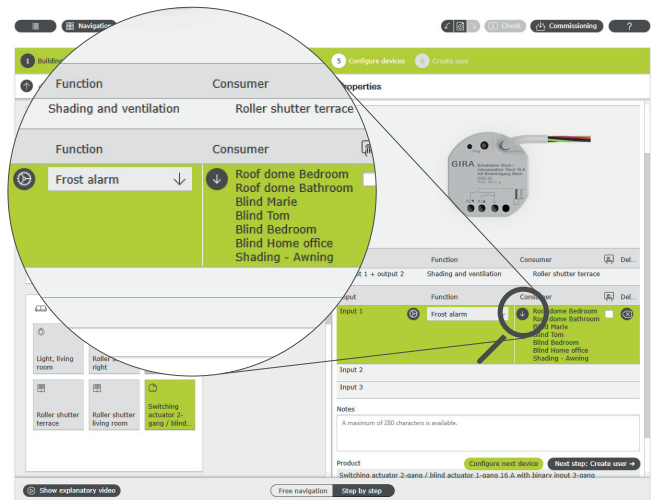 Navigation
Check
Commissioning
?
1 Building
5 Configure devices
6 Create user
Properties
Function Consumer
Shading and ventilation Roller shutter terrace
Function Consumer
Frost alarm
Roof dome Bedroom
Roof dome Bathroom
Blind Marie
Blind Tom
Blind Bedroom
Blind Home office
Shading - Awning
GIRA
Function Consumer Del...
1 + output 2 Shading and ventilation Roller shutter terrace
Function Consumer Del...
Input 1 Frost alarm
Roof dome Bedroom
Roof dome Bathroom
Blind Marie
Blind Tom
Blind Bedroom
Blind Home office
Shading - Awning
Input 2
Input 3
Light, living
room
Roller
right
Roller shutter
terrace
Roller shutter
living room
Switching
actuator 2-
gang / blind...
Notes
A maximum of 280 characters is available.
Product
Configure next device
Next step: Create user →
Switching actuator 2-gang / blind actuator 1-gang 16 A with binary input 3-gang
Show explanatory video
Free navigation
Step by step